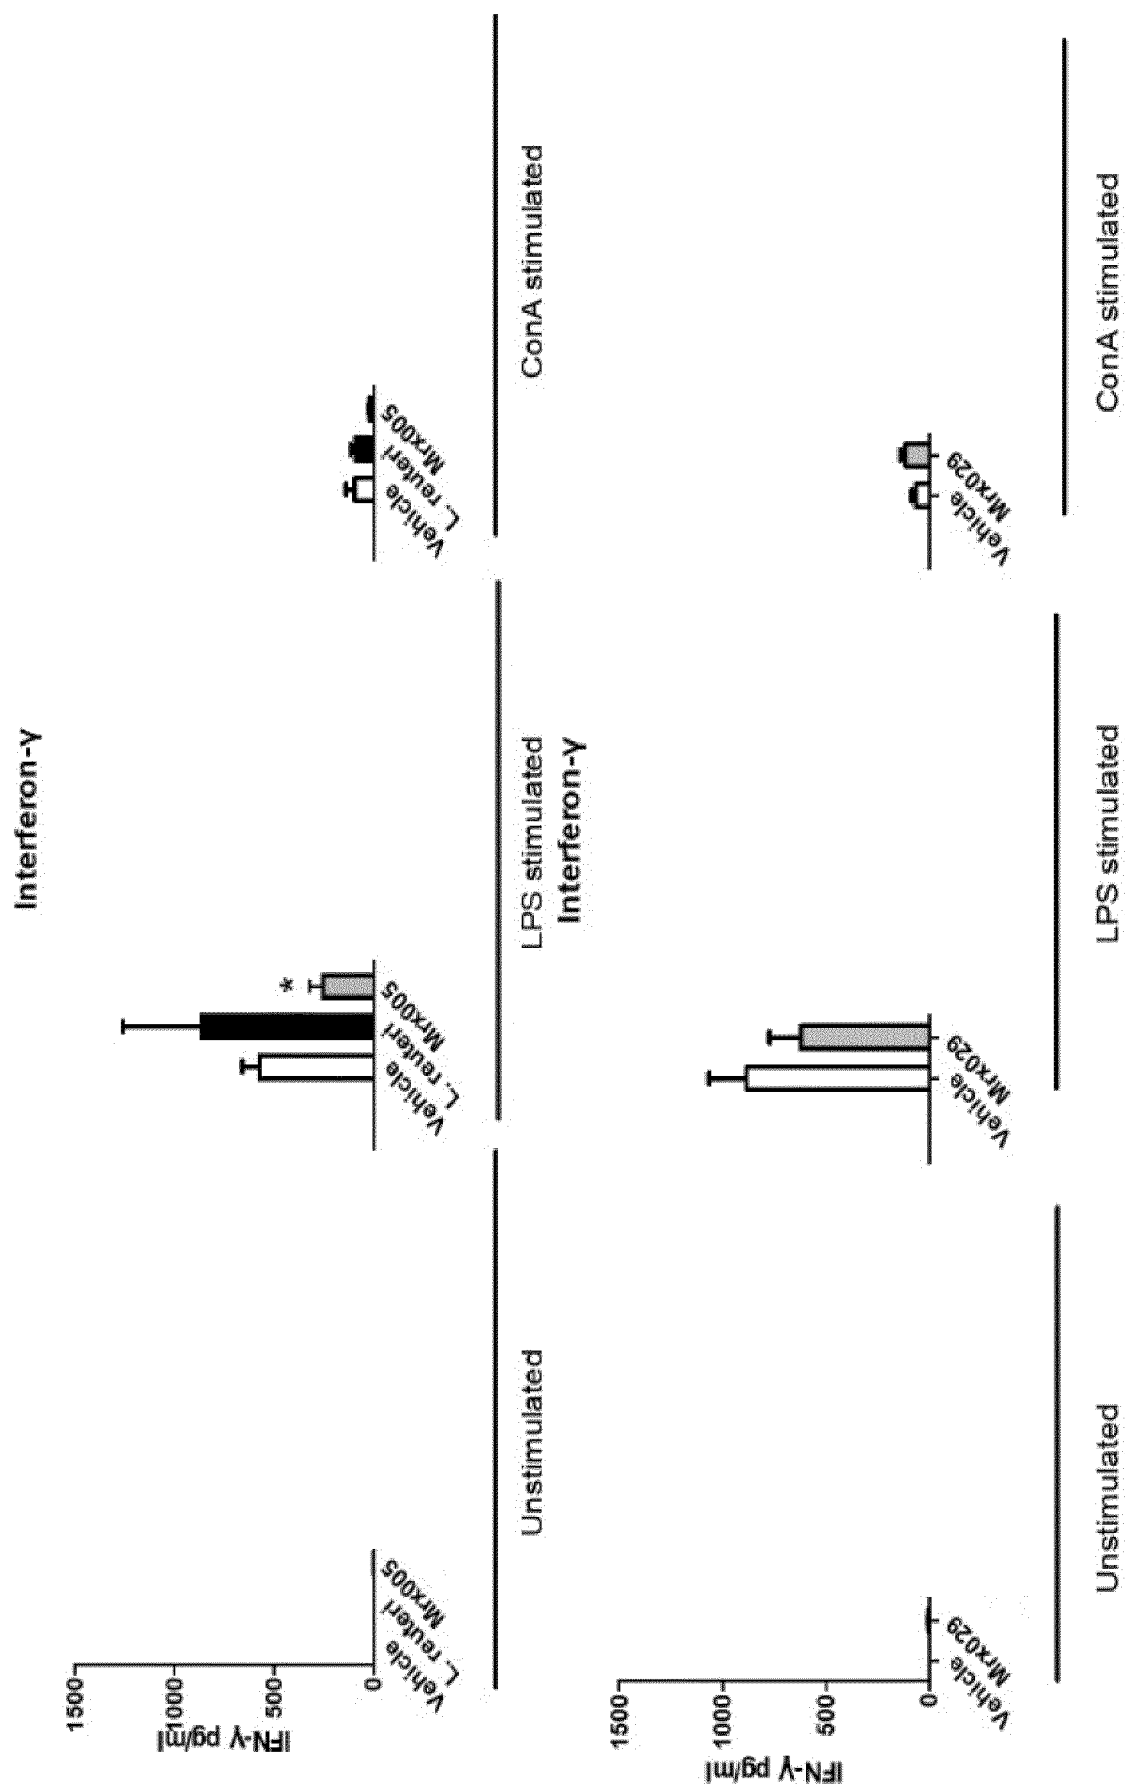 Interferon-γ
IFN-γ pg/ml
1500
1000
500
0
Vehicle
L. reuteri
Mrx005
Vehicle
L. reuteri
Mrx005
*
Vehicle
L. reuteri
Mrx005
Unstimulated
LPS stimulated
ConA stimulated
Interferon-γ
IFN-γ pg/ml
1500
1000
500
0
Vehicle
Mrx029
Vehicle
Mrx029
Vehicle
Mrx029
Unstimulated
LPS stimulated
ConA stimulated